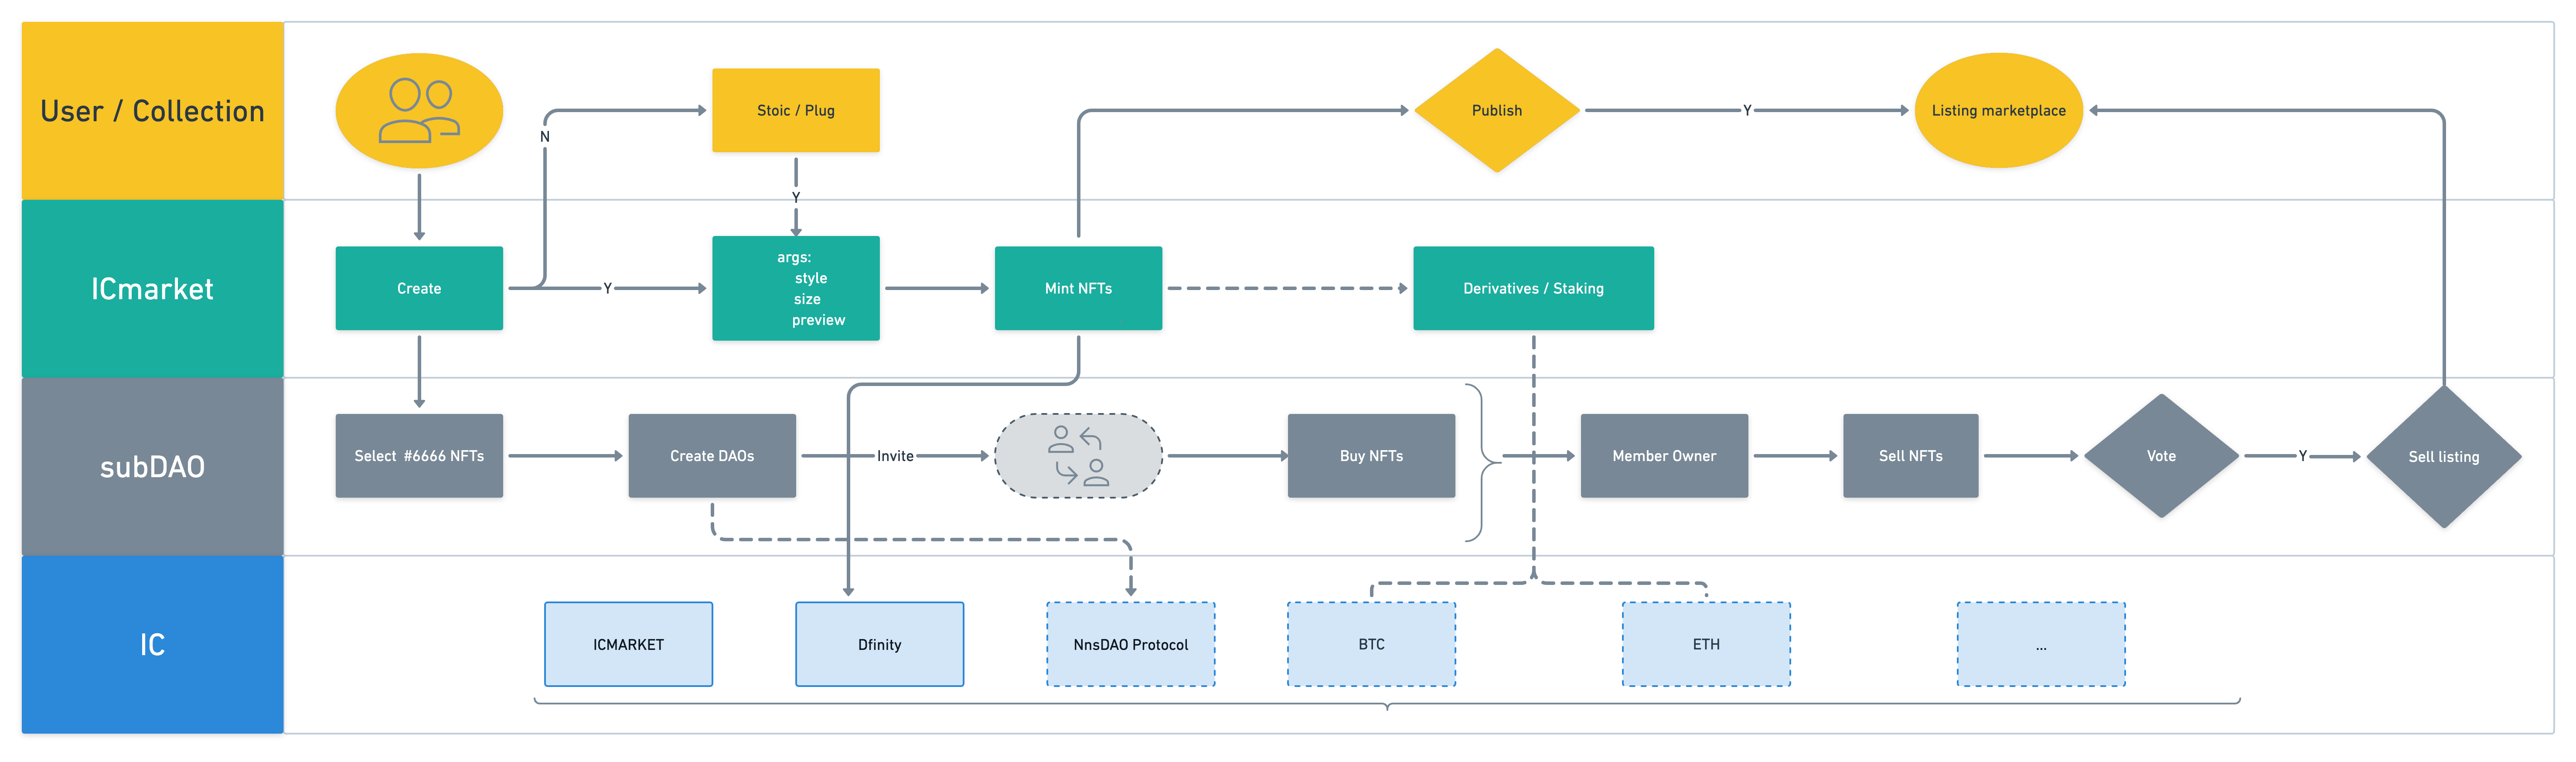 User / Collection
Stoic / Plug
Publish
Y
Listing marketplace
N
Y
ICmarket
Create
Y
args:
style
size
preview
Mint NFTs
Derivatives / Staking
subDAO
Select #6666 NFTs
Create DAOs
Invite
Buy NFTs
Member Owner
Sell NFTs
Vote
Y
Sell listing
IC
ICMARKET
Dfinity
NnsDAO Protocol
BTC
ETH
...